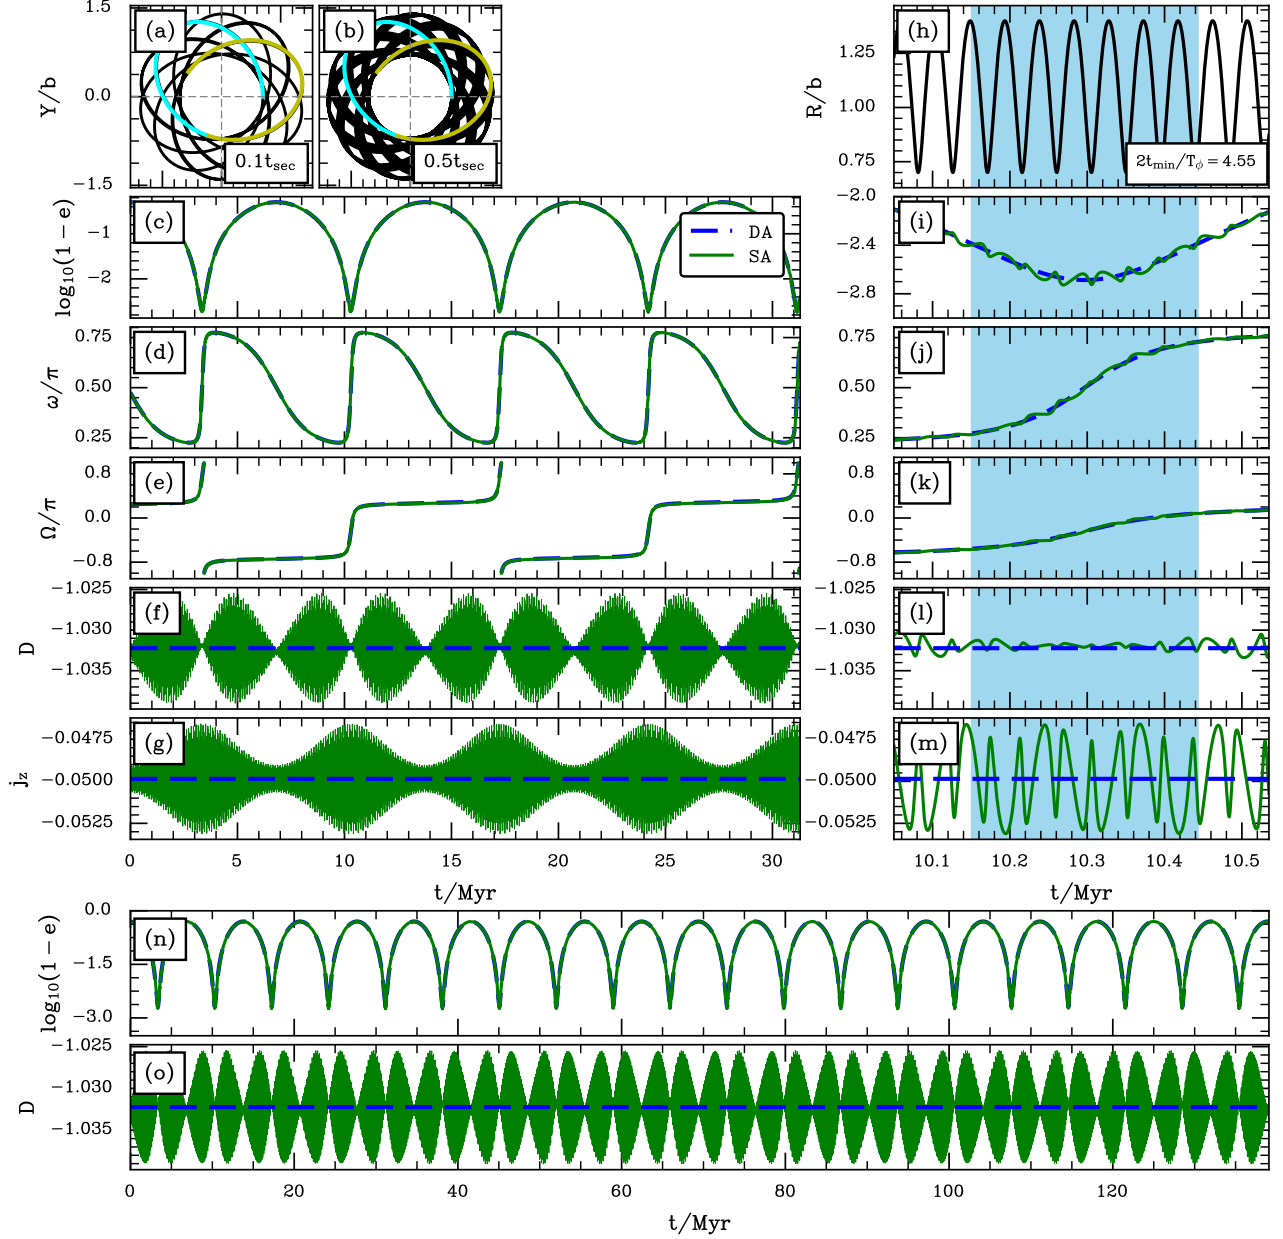 1.5
0.0
−1.5
Y/b
(a)
0.1t_sec
(b)
0.5t_sec
1.25
1.00
0.75
R/b
(h)
2t_min/T_ϕ = 4.55
−1
−2
log₁₀(1 − e)
(c)
DA
SA
−2.0
−2.4
−2.8
(i)
0.75
0.50
0.25
ω/π
(d)
0.75
0.50
0.25
(j)
0.8
0.0
−0.8
Ω/π
(e)
0.8
0.0
−0.8
(k)
−1.025
−1.030
−1.035
D
(f)
−1.025
−1.030
−1.035
(l)
−0.0475
−0.0500
−0.0525
j_z
(g)
−0.0475
−0.0500
−0.0525
(m)
0 5 10 15 20 25 30
t/Myr
10.1 10.2 10.3 10.4 10.5
t/Myr
0.0
−1.5
−3.0
log₁₀(1 − e)
(n)
−1.025
−1.030
−1.035
D
(o)
0 20 40 60 80 100 120
t/Myr